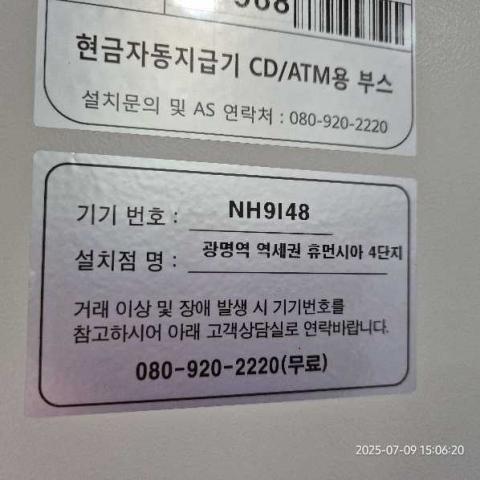 968
현금자동지급기 CD/ATM용 부스
설치문의 및 AS 연락처 : 080-920-2220
기기 번호 : NH9I48
설치점 명 : 광명역 역세권 휴먼시아 4단지
거래 이상 및 장애 발생 시 기기번호를
참고하시어 아래 고객상담실로 연락바랍니다.
080-920-2220(무료)
2025-07-09 15:06:20